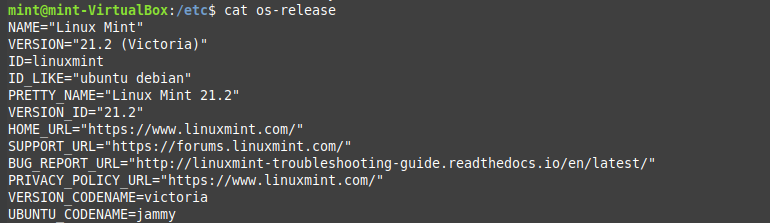 mint@mint-VirtualBox:/etc$ cat os-release
NAME="Linux Mint"
VERSION="21.2 (Victoria)"
ID=linuxmint
ID_LIKE="ubuntu debian"
PRETTY_NAME="Linux Mint 21.2"
VERSION_ID="21.2"
HOME_URL="https://www.linuxmint.com/"
SUPPORT_URL="https://forums.linuxmint.com/"
BUG_REPORT_URL="http://linuxmint-troubleshooting-guide.readthedocs.io/en/latest/"
PRIVACY_POLICY_URL="https://www.linuxmint.com/"
VERSION_CODENAME=victoria
UBUNTU_CODENAME=jammy